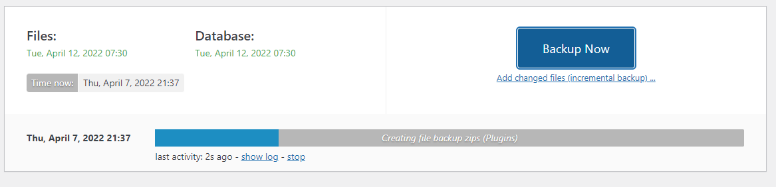 Files:
Database:
Tue, April 12, 2022 07:30
Tue, April 12, 2022 07:30
Time now: Thu, April 7, 2022 21:37
Backup Now
Add changed files (incremental backup) ...
Thu, April 7, 2022 21:37
Creating file backup zips (Plugins)
last activity: 2s ago - show log - stop